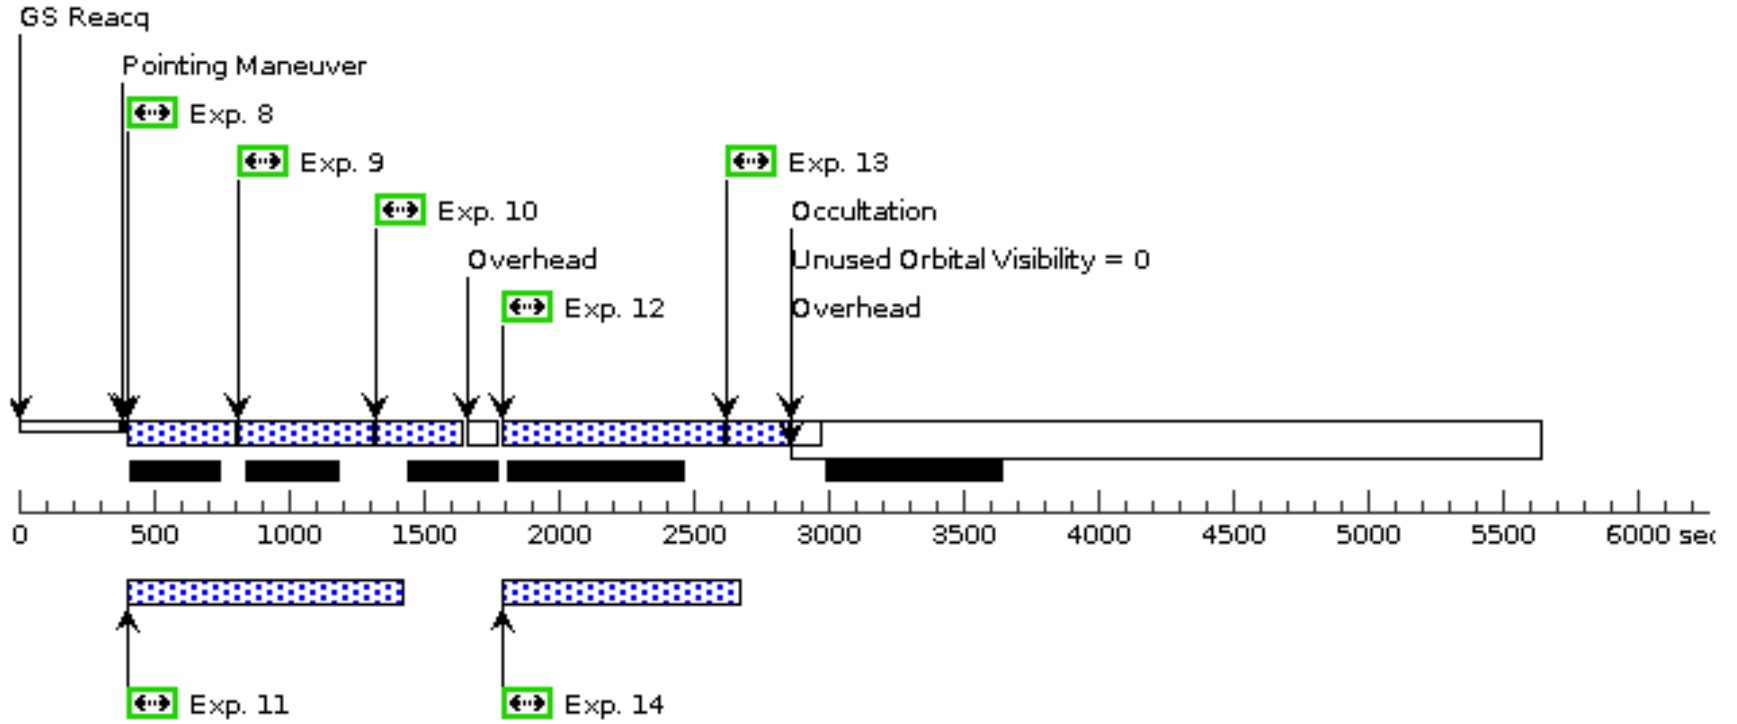 GS Reacq
Pointing Maneuver
Exp. 8
Exp. 9
Exp. 13
Exp. 10
Occultation
Overhead
Unused Orbital Visibility = 0
Exp. 12
Overhead
0 500 1000 1500 2000 2500 3000 3500 4000 4500 5000 5500 6000 sec
Exp. 11
Exp. 14